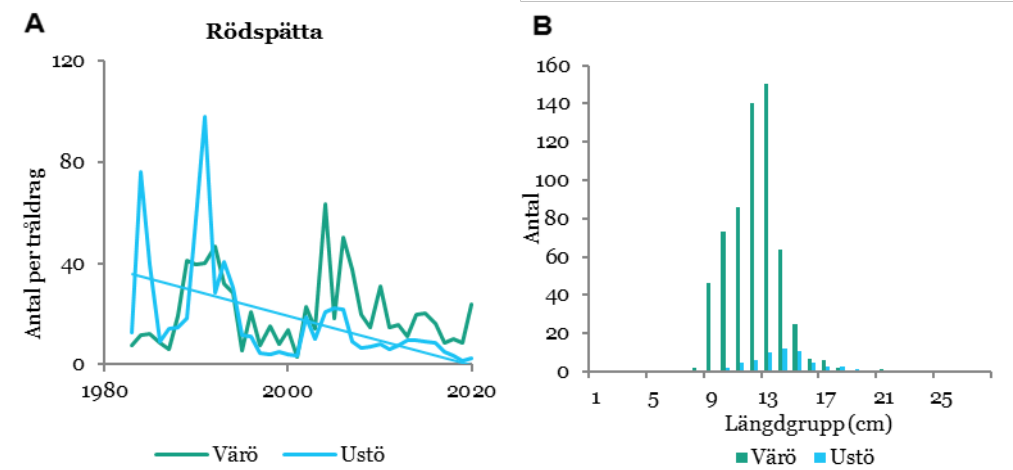 A
Rödspätta
Antal per tråldrag
120
80
40
0
1980
2000
2020
Värö
Ustö
B
Antal
160
140
120
100
80
60
40
20
0
1
5
9
13
17
21
25
Längdgrupp (cm)
Värö
Ustö